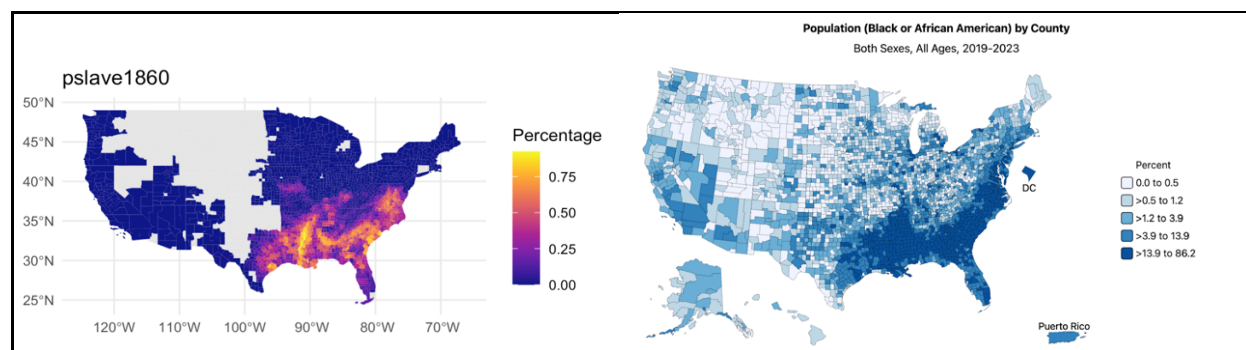 pslave1860
50°N
45°N
40°N
35°N
30°N
25°N
120°W 110°W 100°W 90°W 80°W 70°W
Percentage
0.75
0.50
0.25
0.00
Population (Black or African American) by County
Both Sexes, All Ages, 2019-2023
DC
Percent
0.0 to 0.5
>0.5 to 1.2
>1.2 to 3.9
>3.9 to 13.9
>13.9 to 86.2
Puerto Rico